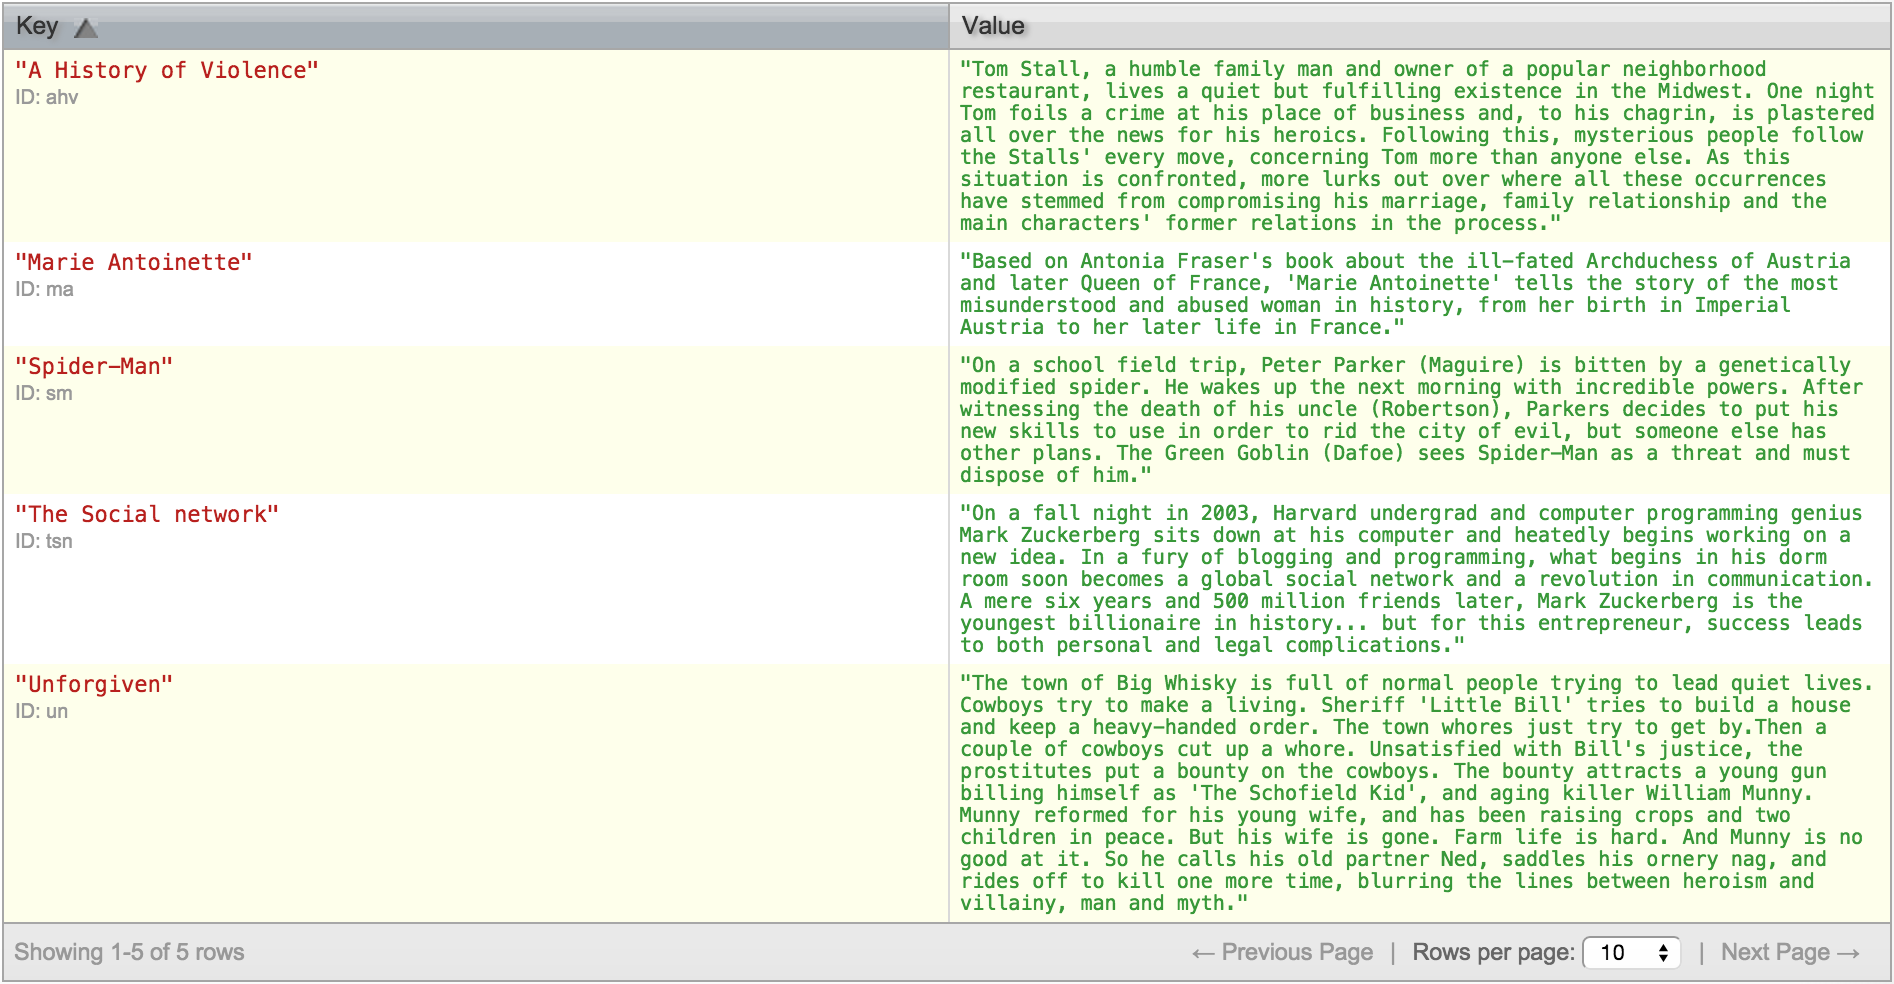 Key Value
"A History of Violence"
ID: ahv
"Tom Stall, a humble family man and owner of a popular neighborhood
restaurant, lives a quiet but fulfilling existence in the Midwest. One night
Tom foils a crime at his place of business and, to his chagrin, is plastered
all over the news for his heroics. Following this, mysterious people follow
the Stalls' every move, concerning Tom more than anyone else. As this
situation is confronted, more lurks out over where all these occurrences
have stemmed from compromising his marriage, family relationship and the
main characters' former relations in the process."
"Marie Antoinette"
ID: ma
"Based on Antonia Fraser's book about the ill-fated Archduchess of Austria
and later Queen of France, 'Marie Antoinette' tells the story of the most
misunderstood and abused woman in history, from her birth in Imperial
Austria to her later life in France."
"Spider-Man"
ID: sm
"On a school field trip, Peter Parker (Maguire) is bitten by a genetically
modified spider. He wakes up the next morning with incredible powers. After
witnessing the death of his uncle (Robertson), Parkers decides to put his
new skills to use in order to rid the city of evil, but someone else has
other plans. The Green Goblin (Dafoe) sees Spider-Man as a threat and must
dispose of him."
"The Social network"
ID: tsn
"On a fall night in 2003, Harvard undergrad and computer programming genius
Mark Zuckerberg sits down at his computer and heatedly begins working on a
new idea. In a fury of blogging and programming, what begins in his dorm
room soon becomes a global social network and a revolution in communication.
A mere six years and 500 million friends later, Mark Zuckerberg is the
youngest billionaire in history... but for this entrepreneur, success leads
to both personal and legal complications."
"Unforgiven"
ID: un
"The town of Big Whisky is full of normal people trying to lead quiet lives.
Cowboys try to make a living. Sheriff 'Little Bill' tries to build a house
and keep a heavy-handed order. The town whores just try to get by.Then a
couple of cowboys cut up a whore. Unsatisfied with Bill's justice, the
prostitutes put a bounty on the cowboys. The bounty attracts a young gun
billing himself as 'The Schofield Kid', and aging killer William Munny.
Munny reformed for his young wife, and has been raising crops and two
children in peace. But his wife is gone. Farm life is hard. And Munny is no
good at it. So he calls his old partner Ned, saddles his ornery nag, and
rides off to kill one more time, blurring the lines between heroism and
villainy, man and myth."
Showing 1-5 of 5 rows ← Previous Page | Rows per page: 10 | Next Page →